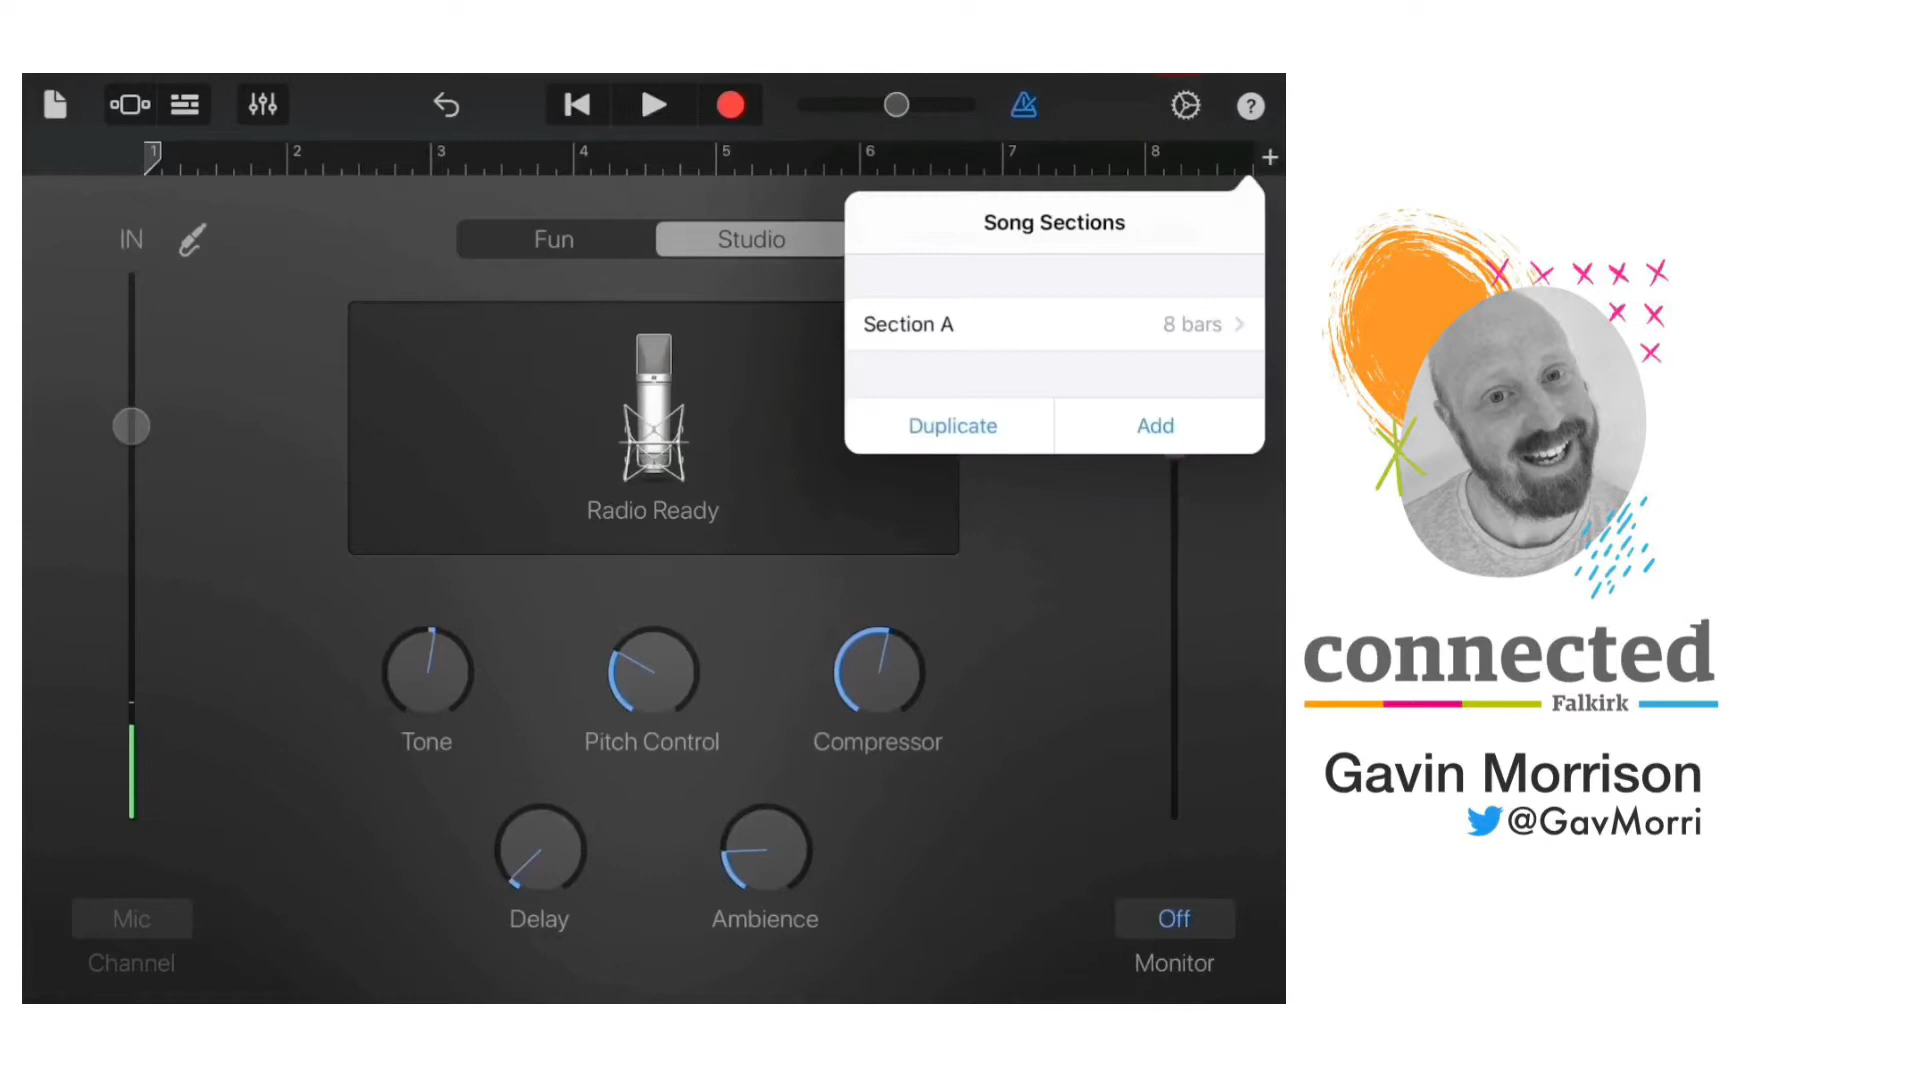 ?
1 2 3 4 5 6 7 8 +
IN
Fun
Studio
Song Sections
Section A
8 bars
Duplicate
Add
Radio Ready
Tone
Pitch Control
Compressor
Delay
Ambience
Mic
Channel
Off
Monitor
connected
Falkirk
Gavin Morrison
@GavMorri